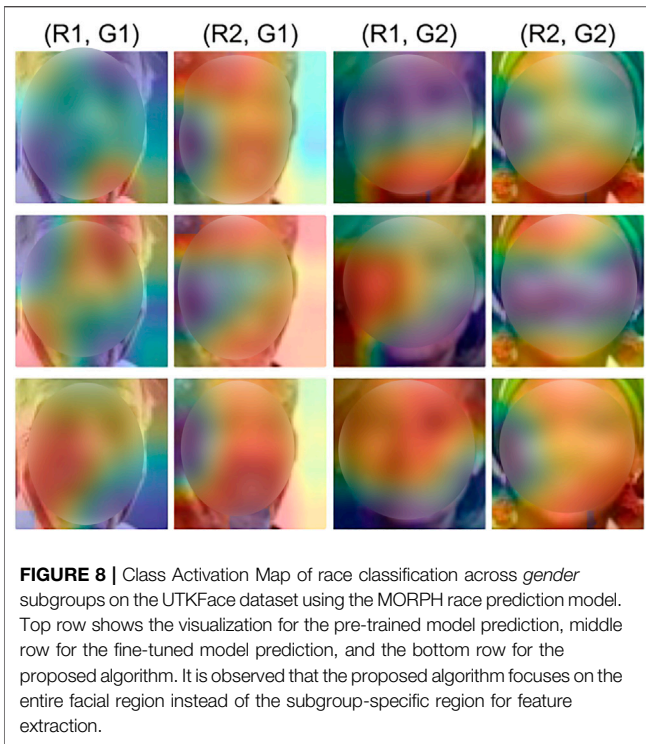 (R1, G1) (R2, G1) (R1, G2) (R2, G2)
FIGURE 8 | Class Activation Map of race classification across gender
subgroups on the UTKFace dataset using the MORPH race prediction model.
Top row shows the visualization for the pre-trained model prediction, middle
row for the fine-tuned model prediction, and the bottom row for the
proposed algorithm. It is observed that the proposed algorithm focuses on the
entire facial region instead of the subgroup-specific region for feature
extraction.